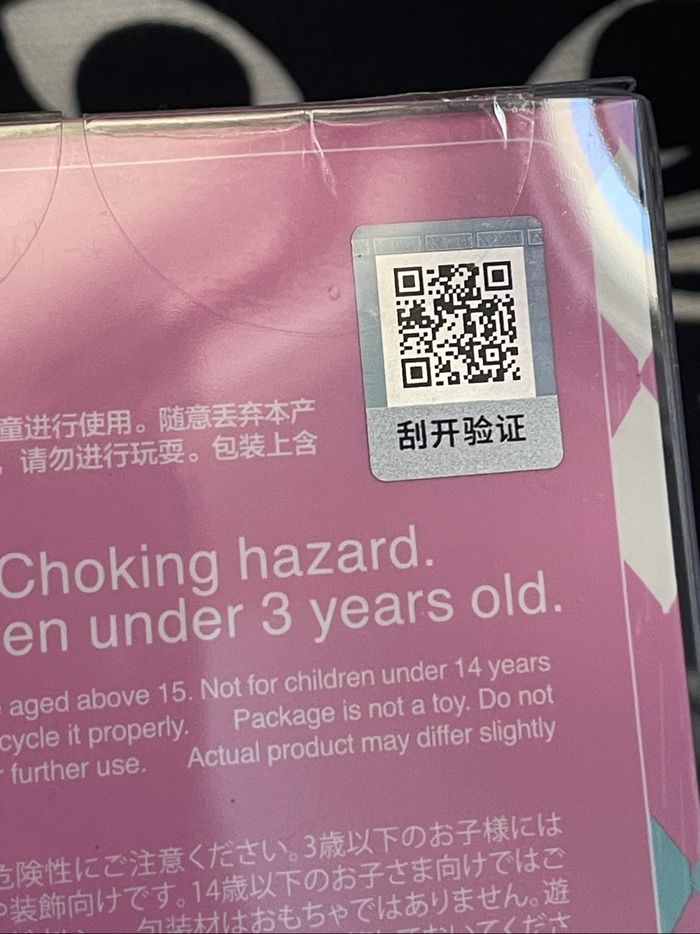 刮开验证
童进行使用。随意丢弃本产
，请勿进行玩耍。包装上含
Choking hazard.
en under 3 years old.
aged above 15. Not for children under 14 years
cycle it properly. Package is not a toy. Do not
further use. Actual product may differ slightly
危険性にご注意ください。3歳以下のお子様には
装飾向けです。14歳以下のお子さま向けではご
包装材はおもちゃではありません。遊